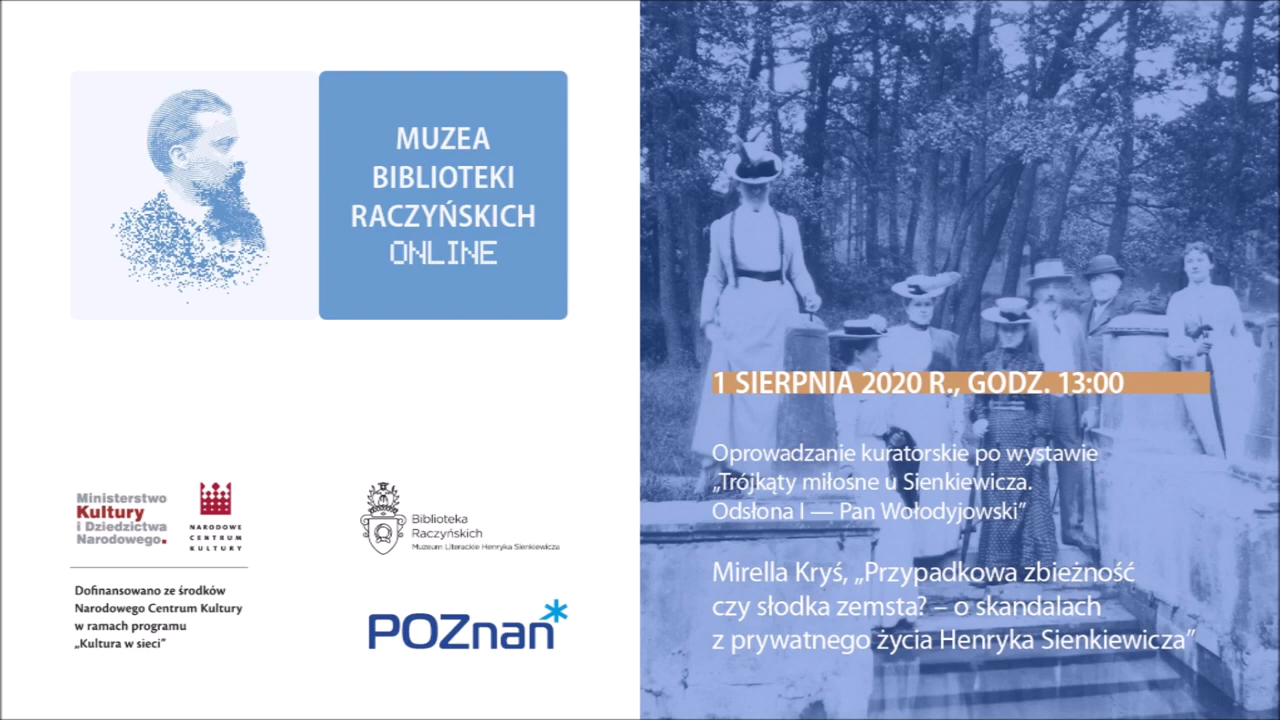 MUZEA
BIBLIOTEKI
RACZYŃSKICH
ONLINE
Ministerstwo
Kultury
i Dziedzictwa
Narodowego.
NARODOWE
CENTRUM
KULTURY
Dofinansowano ze środków
Narodowego Centrum Kultury
w ramach programu
„Kultura w sieci”
Biblioteka
Raczyńskich
Muzeum Literackie Henryka Sienkiewicza
POZnan*
1 SIERPNIA 2020 R., GODZ. 13:00
Oprowadzanie kuratorskie po wystawie
„Trójkąty miłosne u Sienkiewicza.
Odsłona I — Pan Wołodyjowski”
Mirella Kryś, „Przypadkowa zbieżność
czy słodka zemsta? – o skandalach
z prywatnego życia Henryka Sienkiewicza”